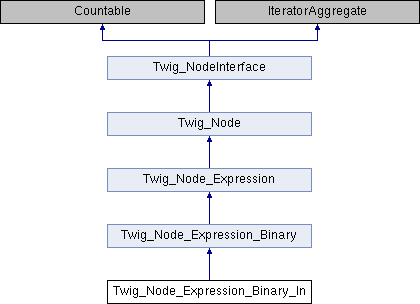 Countable
IteratorAggregate
Twig_NodeInterface
Twig_Node
Twig_Node_Expression
Twig_Node_Expression_Binary
Twig_Node_Expression_Binary_In